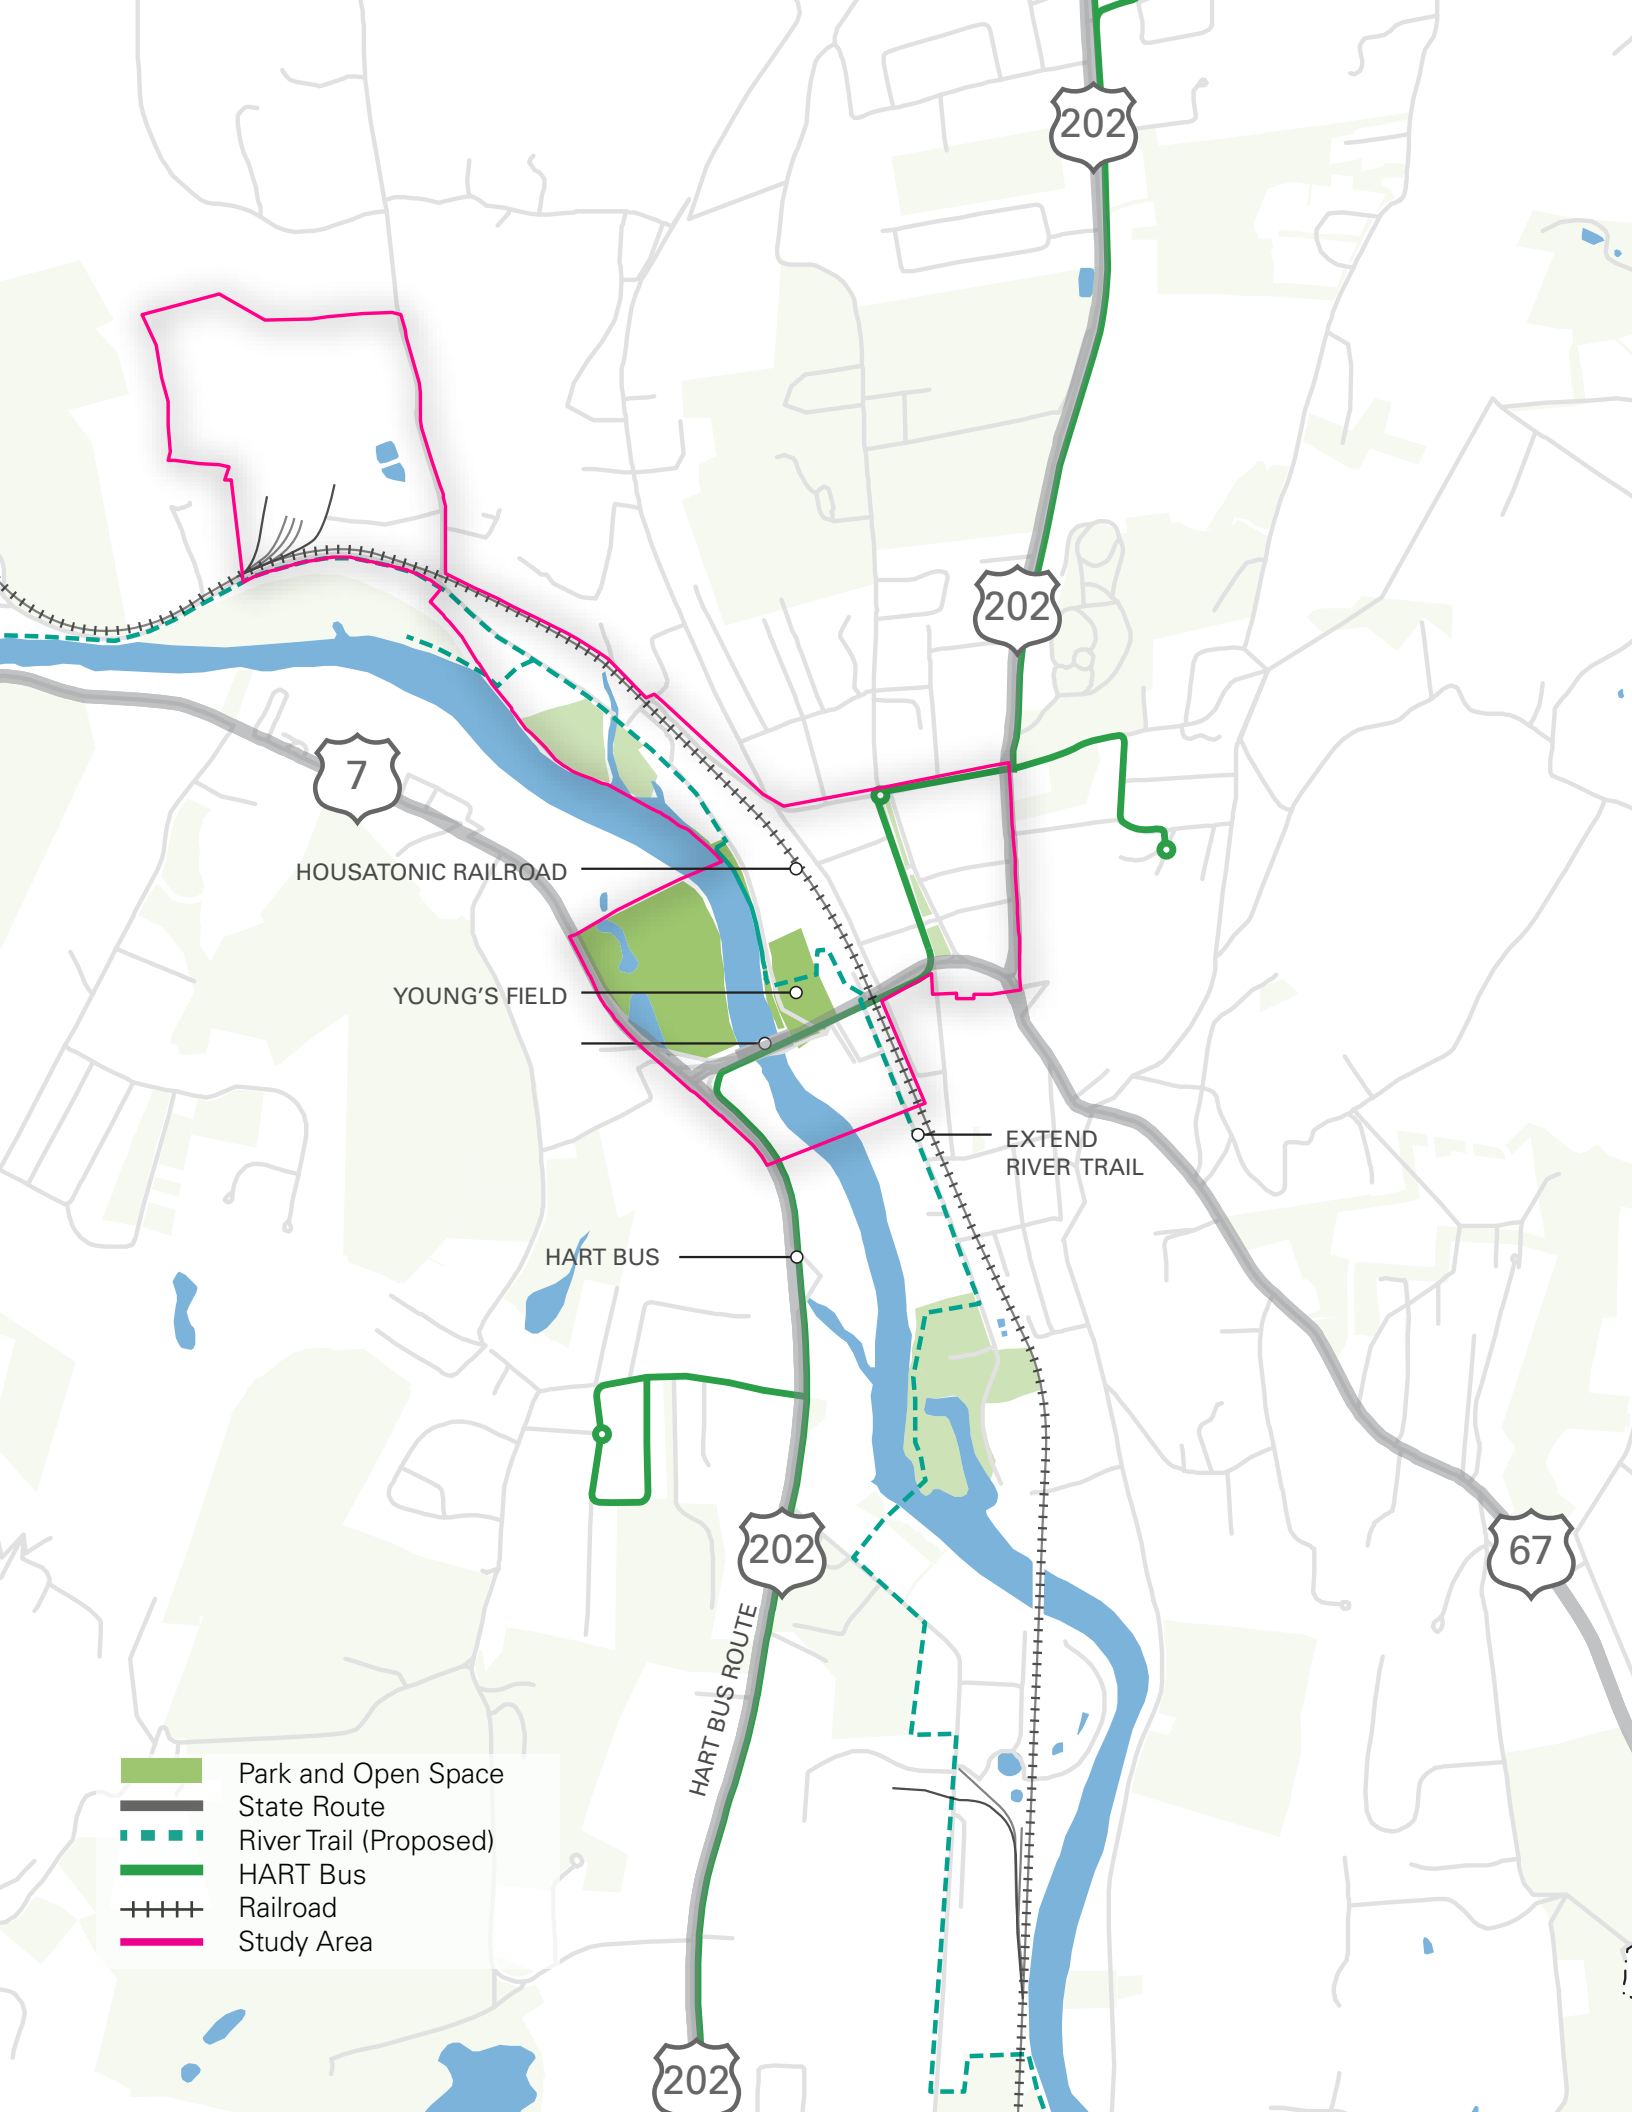 202
202
7
HOUSATONIC RAILROAD
YOUNG'S FIELD
EXTEND
RIVER TRAIL
HART BUS
202
67
HART BUS ROUTE
Park and Open Space
State Route
River Trail (Proposed)
HART Bus
Railroad
Study Area
202